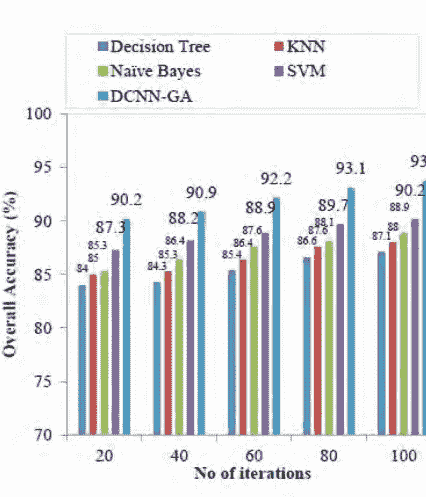 Decision Tree KNN
Naïve Bayes SVM
DCNN-GA
100
95
90
85
80
75
70
Overall Accuracy (%)
84 85 85.3 87.3 90.2
84.3 85.3 86.4 88.2 90.9
85.4 86.4 87.6 88.9 92.2
86.6 87.6 88.1 89.7 93.1
87.1 88 88.9 90.2 93
20 40 60 80 100
No of iterations